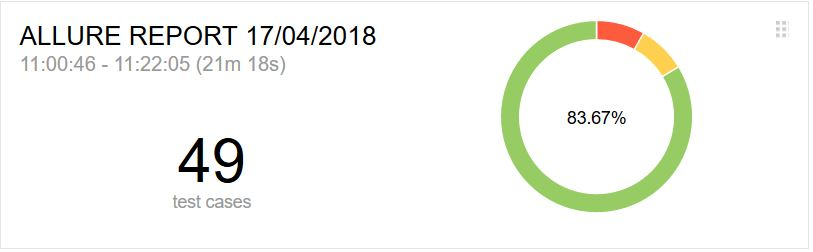 ALLURE REPORT 17/04/2018
11:00:46 - 11:22:05 (21m 18s)
49
test cases
83.67%